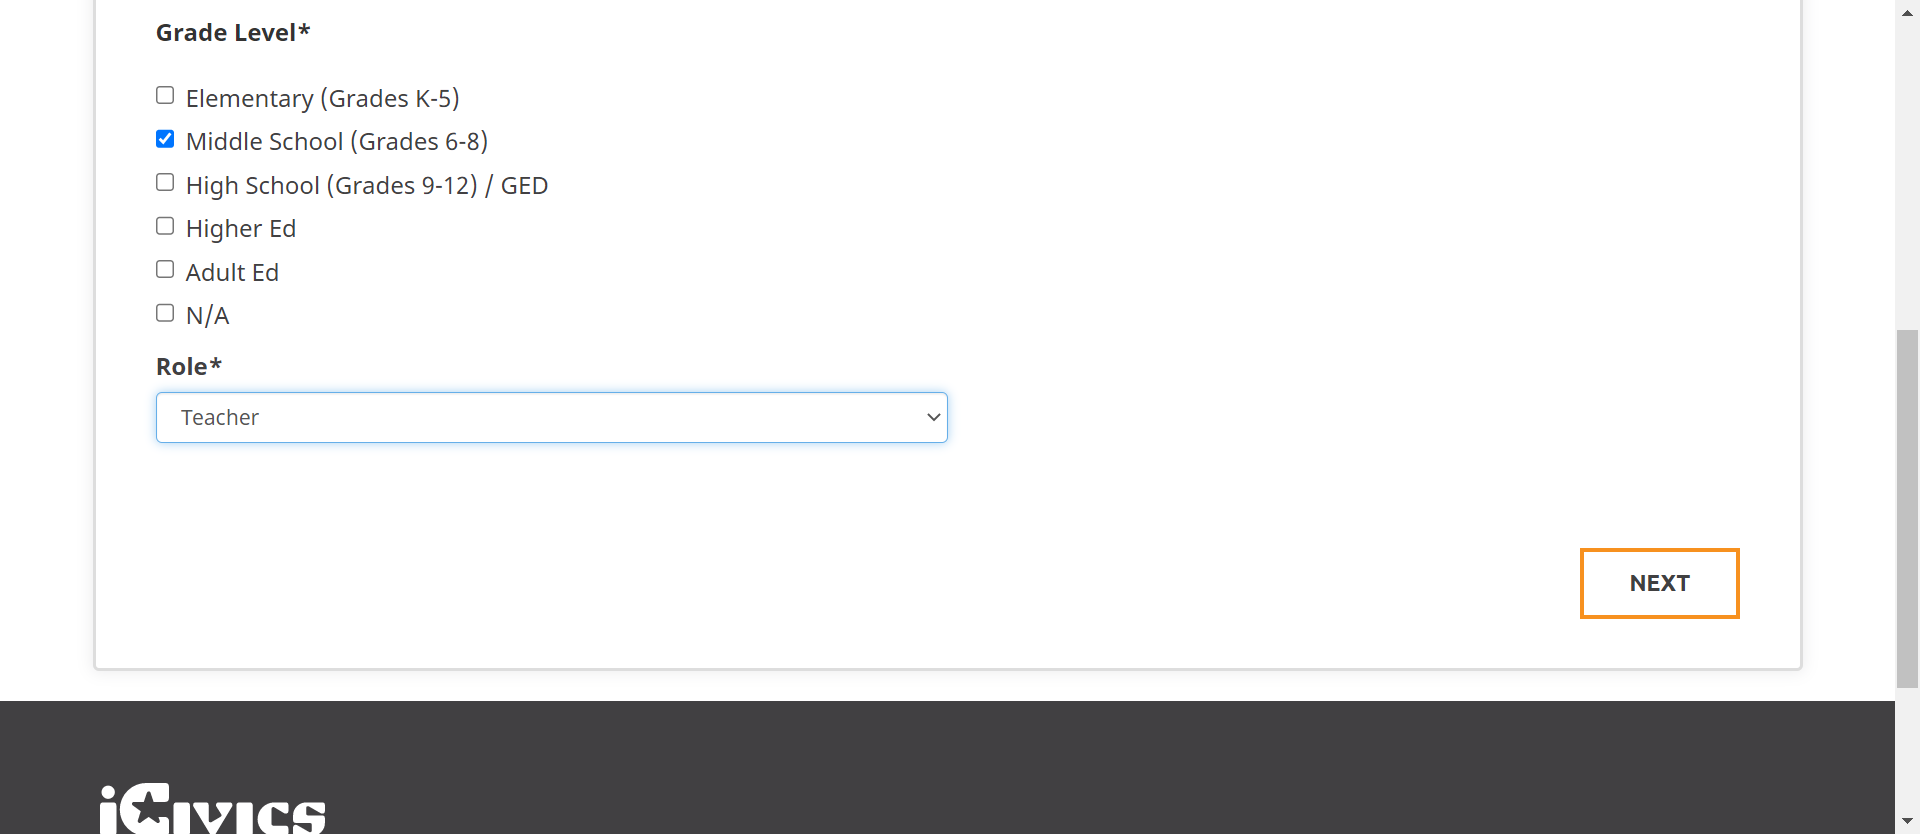 Grade Level*
Elementary (Grades K-5)
Middle School (Grades 6-8)
High School (Grades 9-12) / GED
Higher Ed
Adult Ed
N/A
Role*
Teacher
NEXT
iCivics